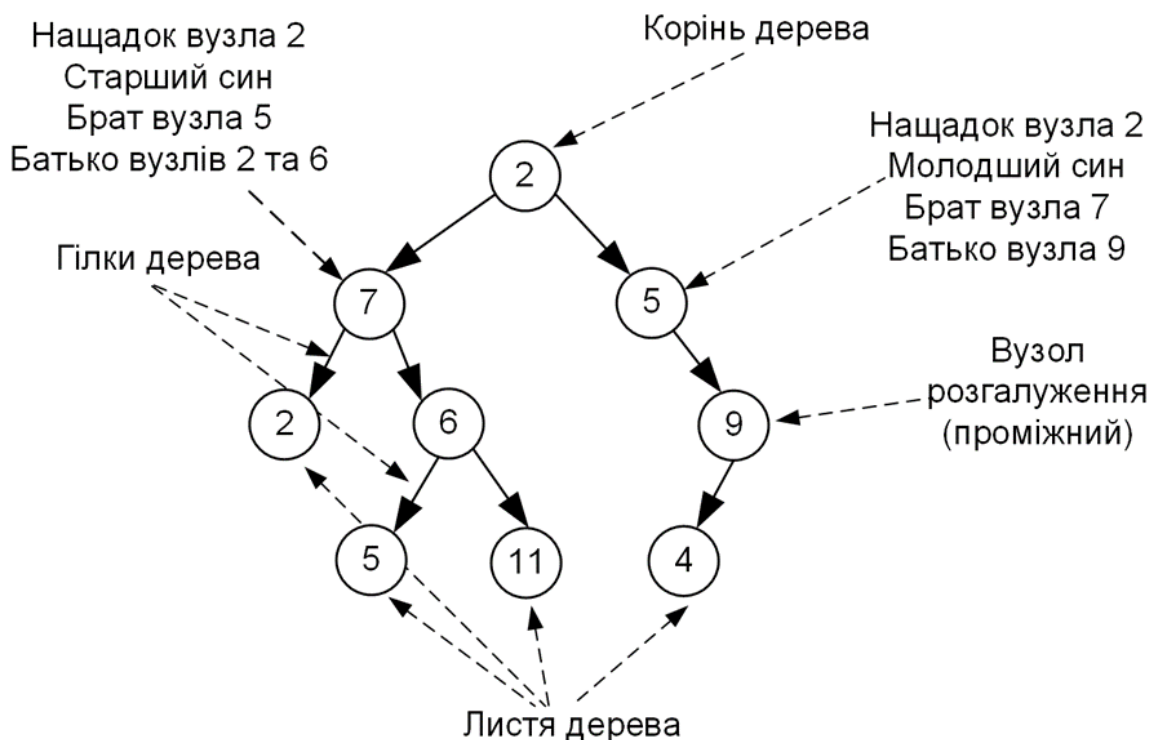 Нащадок вузла 2
Старший син
Брат вузла 5
Батько вузлів 2 та 6
Корінь дерева
Нащадок вузла 2
Молодший син
Брат вузла 7
Батько вузла 9
Гілки дерева
2
7
5
Вузол
розгалуження
(проміжний)
2
6
9
5
11
4
Листя дерева